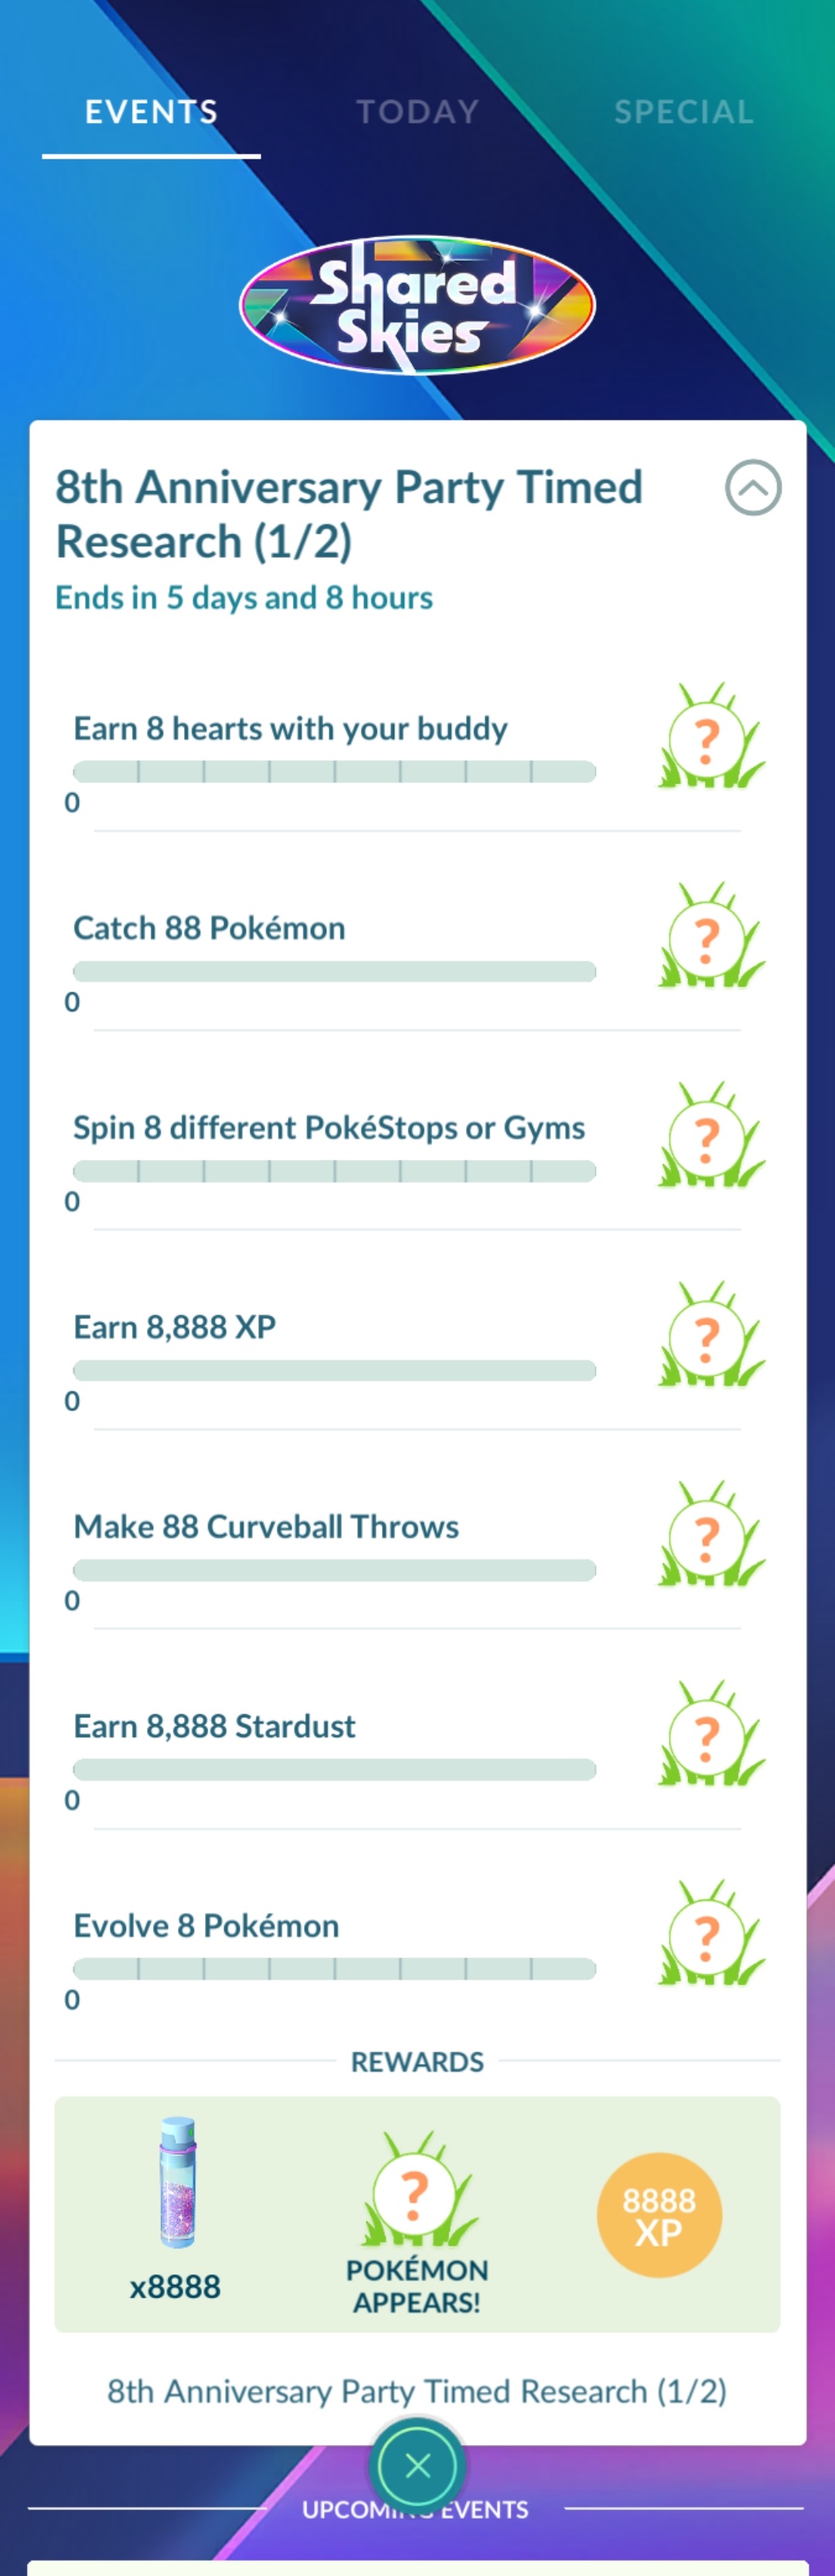 EVENTS TODAY SPECIAL
Shared
Skies
8th Anniversary Party Timed
Research (1/2)
Ends in 5 days and 8 hours
Earn 8 hearts with your buddy
?
0
Catch 88 Pokémon
?
0
Spin 8 different PokéStops or Gyms
?
0
Earn 8,888 XP
?
0
Make 88 Curveball Throws
?
0
Earn 8,888 Stardust
?
0
Evolve 8 Pokémon
?
0
REWARDS
?
8888
XP
x8888
POKÉMON
APPEARS!
8th Anniversary Party Timed Research (1/2)
UPCOMING EVENTS